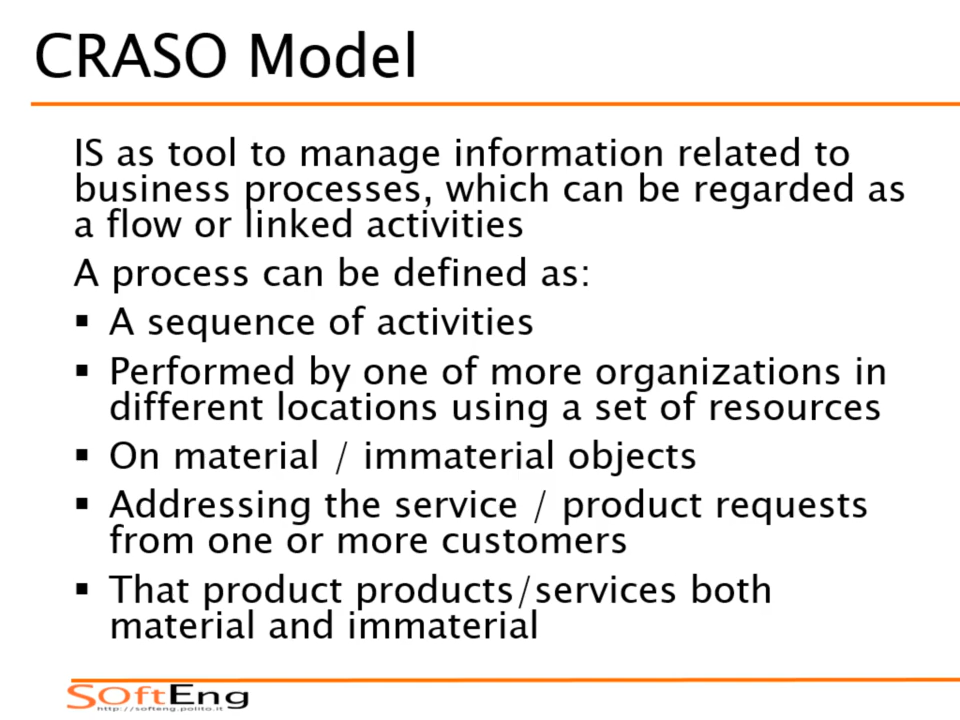 CRASO Model
IS as tool to manage information related to
business processes, which can be regarded as
a flow or linked activities
A process can be defined as:
▪ A sequence of activities
▪ Performed by one of more organizations in
different locations using a set of resources
▪ On material / immaterial objects
▪ Addressing the service / product requests
from one or more customers
▪ That product products/services both
material and immaterial
SOftEng
http://softeng.polito.it